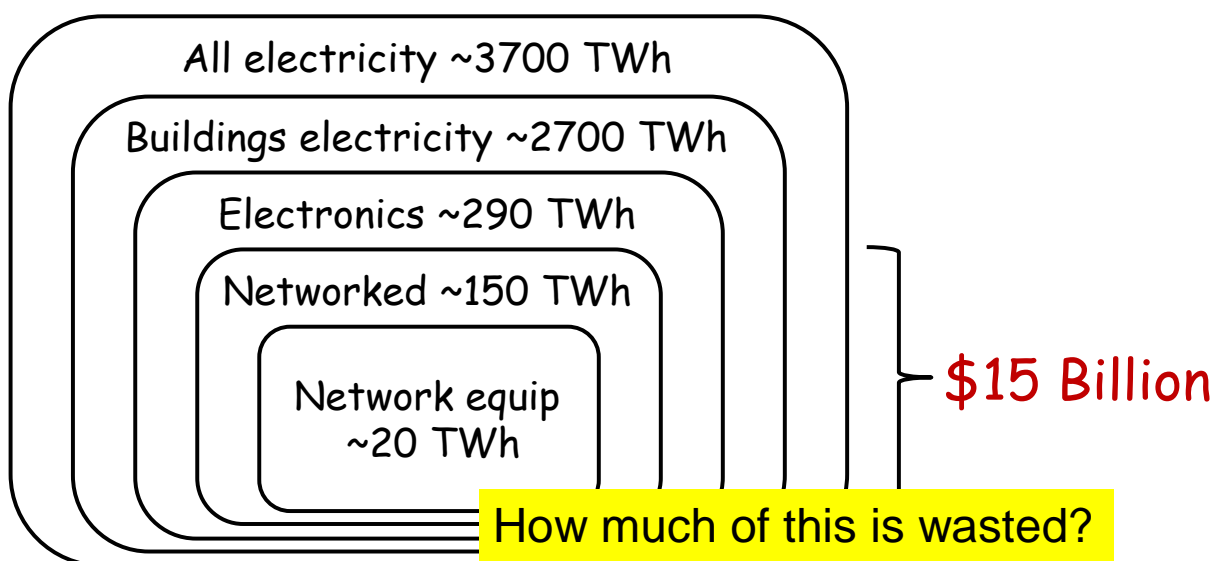 All electricity ~3700 TWh
Buildings electricity ~2700 TWh
Electronics ~290 TWh
Networked ~150 TWh
Network equip
~20 TWh
$15 Billion
How much of this is wasted?